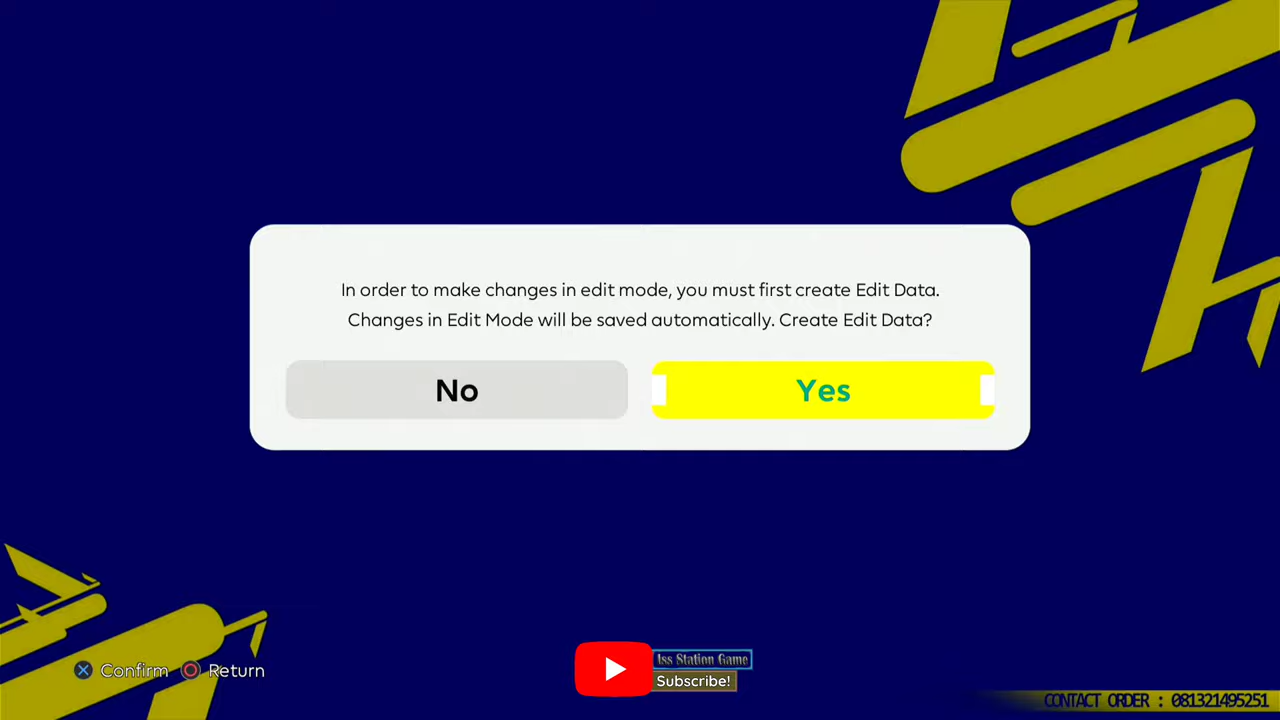 In order to make changes in edit mode, you must first create Edit Data.
Changes in Edit Mode will be saved automatically. Create Edit Data?
No
Yes
Confirm
Return
Iss Station Game
Subscribe!
CONTACT ORDER : 081321495251